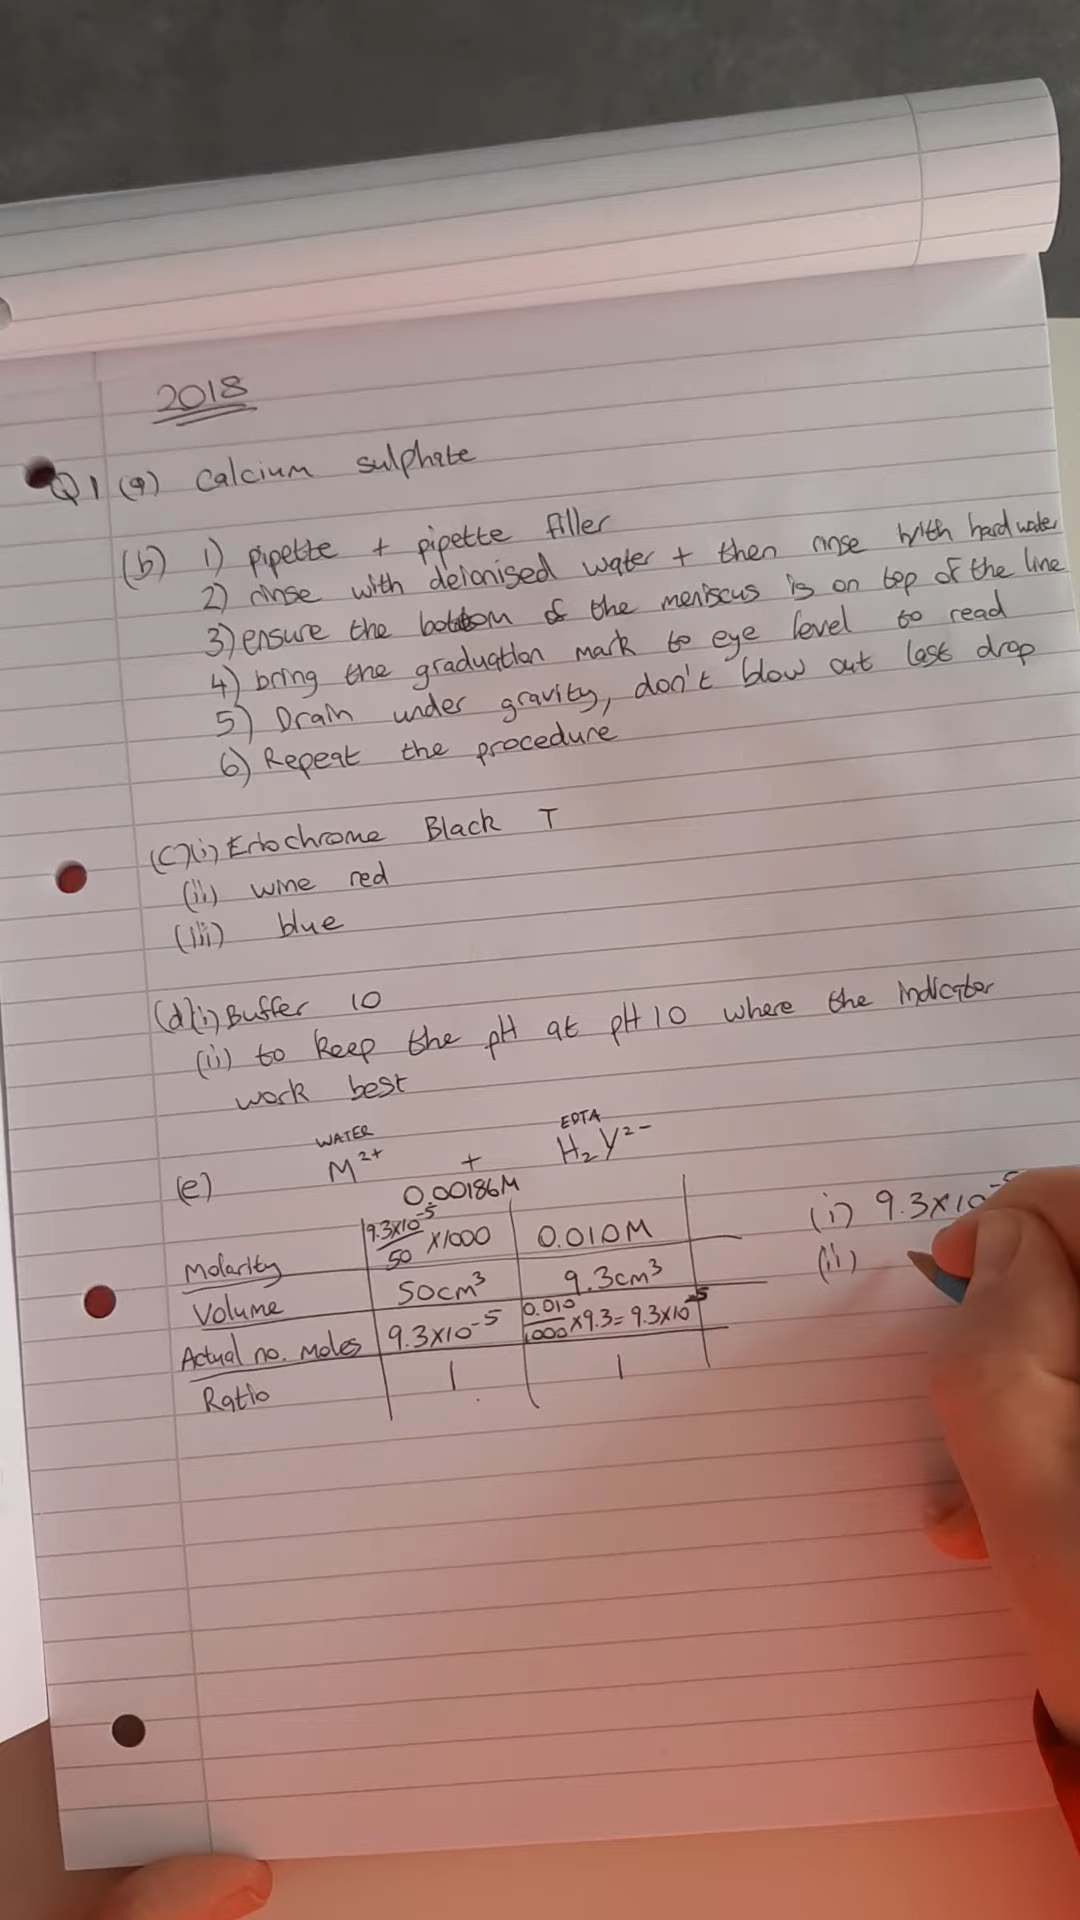 2018
Q1 (a) Calcium sulphate
(b) 1) pipette + pipette filler
2) rinse with deionised water + then rinse with hard water
3) ensure the bottom of the meniscus is on top of the line
4) bring the graduation mark to eye level to read
5) Drain under gravity, don't blow out last drop
6) Repeat the procedure
(c)(i) Eriochrome Black T
(ii) wine red
(iii) blue
(d)(i) Buffer 10
(ii) to keep the pH at pH 10 where the indicator
work best
WATER EDTA
(e) M²⁺ + H₂Y²⁻
0.00186M
Molarity 9.3x10⁻⁵/50 x1000 0.010M
Volume 50cm³ 9.3cm³
Actual no. Moles 9.3x10⁻⁵ 0.010/1000 x9.3= 9.3x10⁻⁵
Ratio 1 1
(i) 9.3x10⁻⁵
(ii)